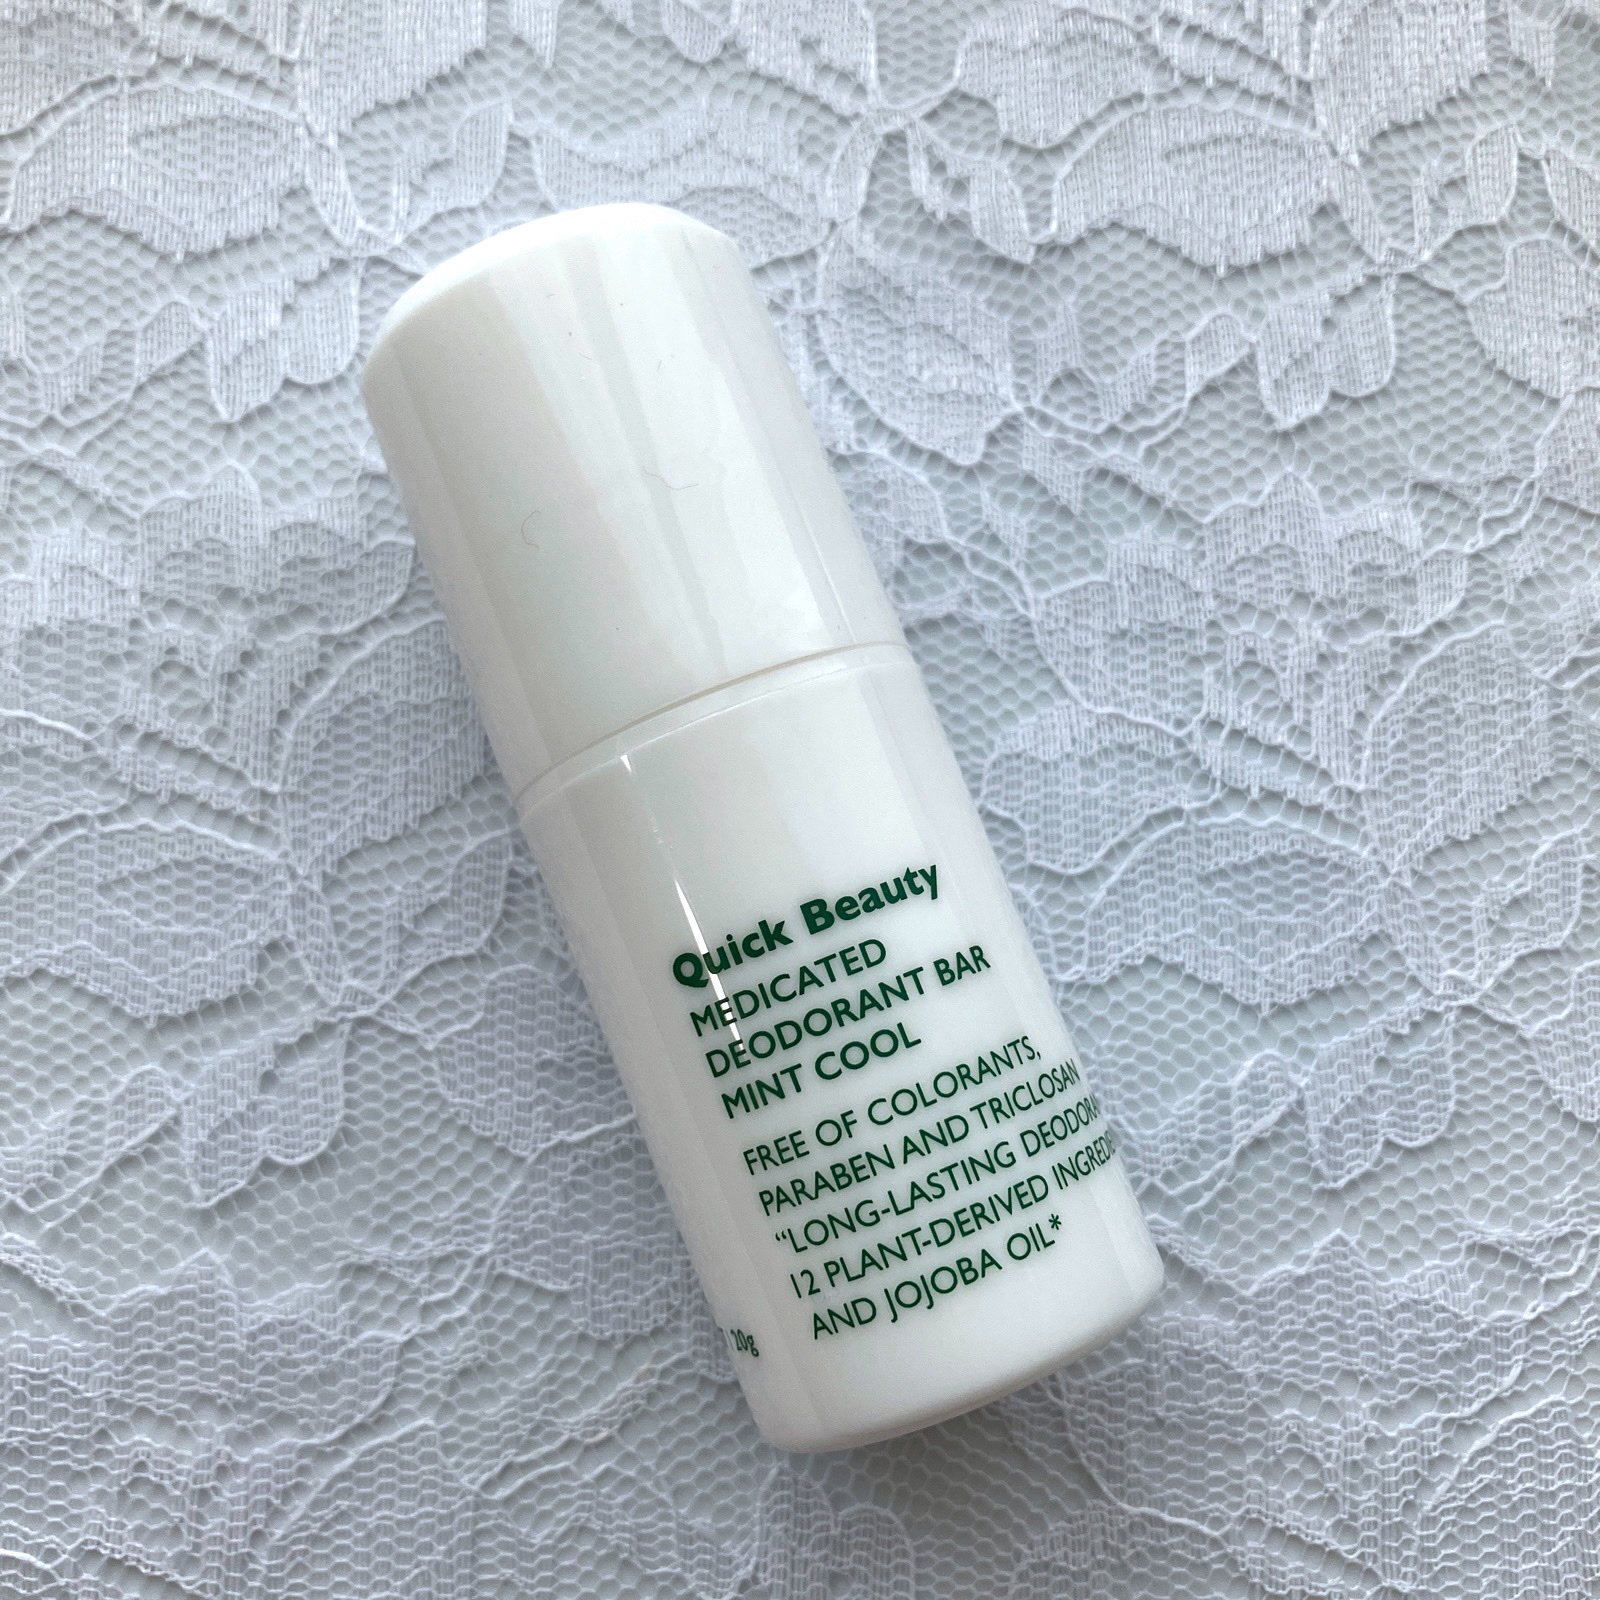 Quick Beauty
MEDICATED
DEODORANT BAR
MINT COOL
FREE OF COLORANTS,
PARABEN AND TRICLOSAN
"LONG-LASTING
12 PLANT-DERIVED
AND JOJOBA OIL*
20g